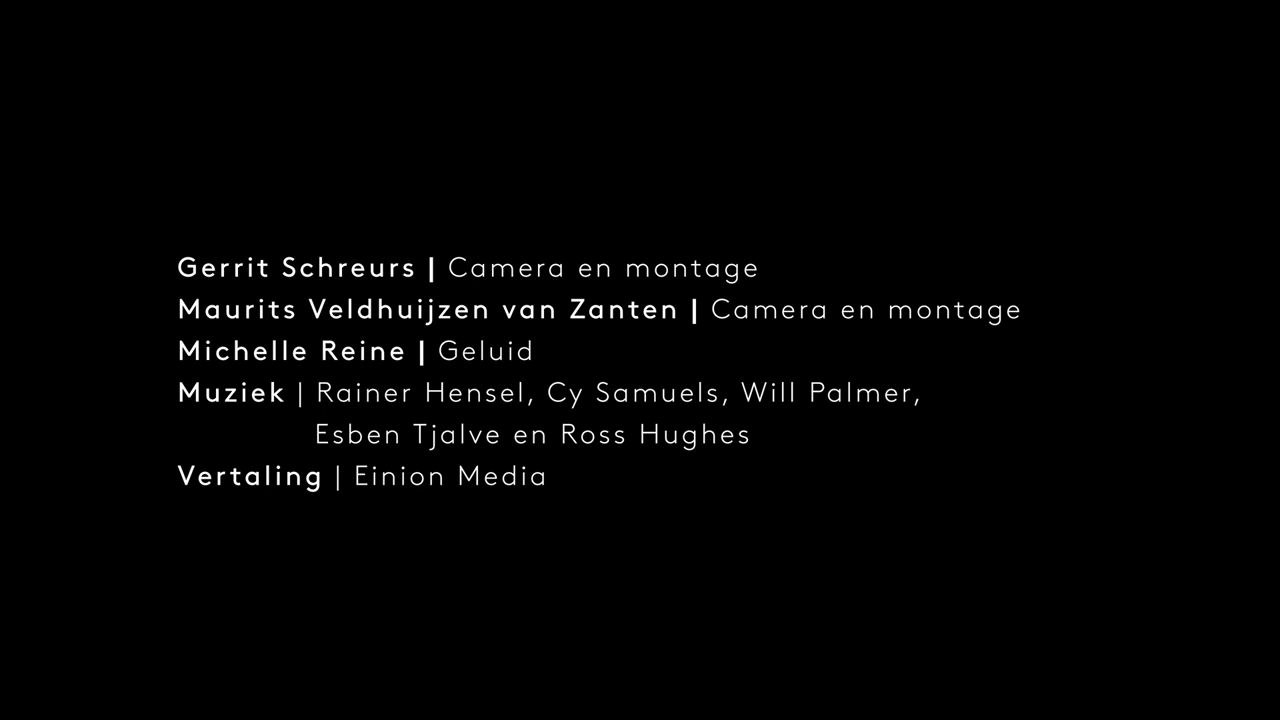 Gerrit Schreurs | Camera en montage
Maurits Veldhuijzen van Zanten | Camera en montage
Michelle Reine | Geluid
Muziek | Rainer Hensel, Cy Samuels, Will Palmer,
Esben Tjalve en Ross Hughes
Vertaling | Einion Media